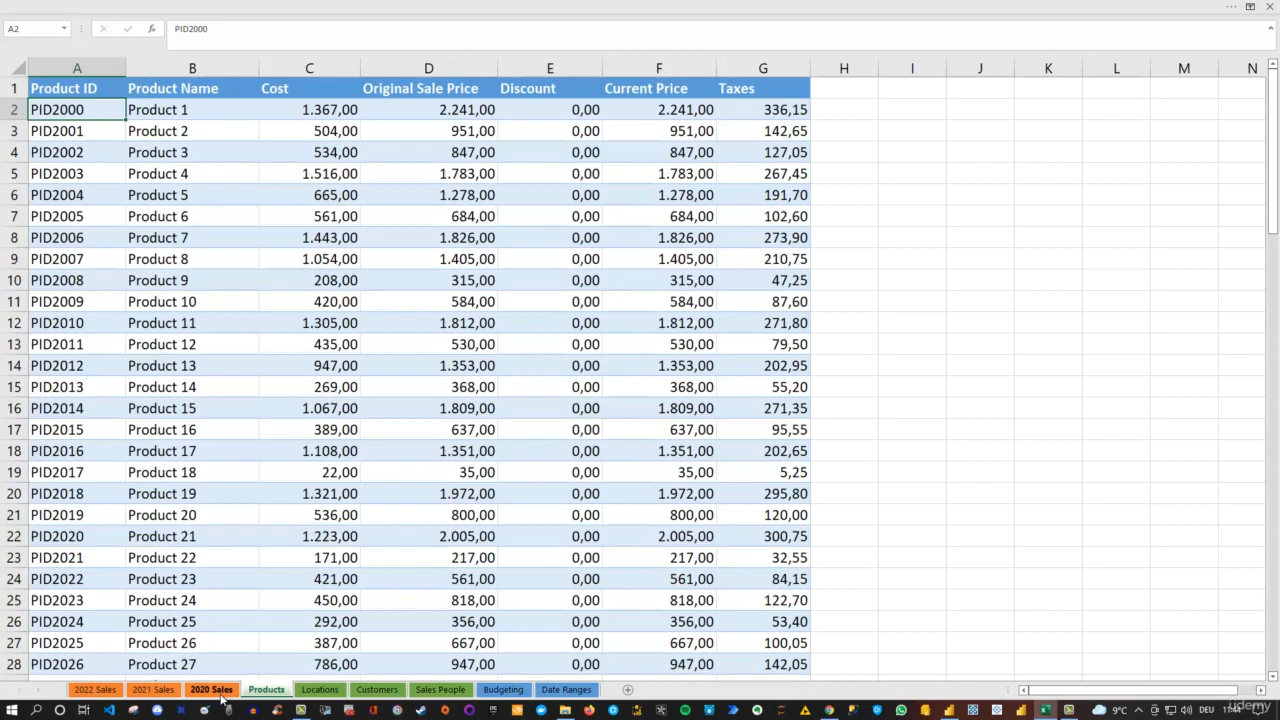 A2 fx PID2000
A B C D E F G H I J K L M N
1 Product ID Product Name Cost Original Sale Price Discount Current Price Taxes
2 PID2000 Product 1 1.367,00 2.241,00 0,00 2.241,00 336,15
3 PID2001 Product 2 504,00 951,00 0,00 951,00 142,65
4 PID2002 Product 3 534,00 847,00 0,00 847,00 127,05
5 PID2003 Product 4 1.516,00 1.783,00 0,00 1.783,00 267,45
6 PID2004 Product 5 665,00 1.278,00 0,00 1.278,00 191,70
7 PID2005 Product 6 561,00 684,00 0,00 684,00 102,60
8 PID2006 Product 7 1.443,00 1.826,00 0,00 1.826,00 273,90
9 PID2007 Product 8 1.054,00 1.405,00 0,00 1.405,00 210,75
10 PID2008 Product 9 208,00 315,00 0,00 315,00 47,25
11 PID2009 Product 10 420,00 584,00 0,00 584,00 87,60
12 PID2010 Product 11 1.305,00 1.812,00 0,00 1.812,00 271,80
13 PID2011 Product 12 435,00 530,00 0,00 530,00 79,50
14 PID2012 Product 13 947,00 1.353,00 0,00 1.353,00 202,95
15 PID2013 Product 14 269,00 368,00 0,00 368,00 55,20
16 PID2014 Product 15 1.067,00 1.809,00 0,00 1.809,00 271,35
17 PID2015 Product 16 389,00 637,00 0,00 637,00 95,55
18 PID2016 Product 17 1.108,00 1.351,00 0,00 1.351,00 202,65
19 PID2017 Product 18 22,00 35,00 0,00 35,00 5,25
20 PID2018 Product 19 1.321,00 1.972,00 0,00 1.972,00 295,80
21 PID2019 Product 20 536,00 800,00 0,00 800,00 120,00
22 PID2020 Product 21 1.223,00 2.005,00 0,00 2.005,00 300,75
23 PID2021 Product 22 171,00 217,00 0,00 217,00 32,55
24 PID2022 Product 23 421,00 561,00 0,00 561,00 84,15
25 PID2023 Product 24 450,00 818,00 0,00 818,00 122,70
26 PID2024 Product 25 292,00 356,00 0,00 356,00 53,40
27 PID2025 Product 26 387,00 667,00 0,00 667,00 100,05
28 PID2026 Product 27 786,00 947,00 0,00 947,00 142,05
2022 Sales 2021 Sales 2020 Sales Products Locations Customers Sales People Budgeting Date Ranges
9°C DEU
Udemy